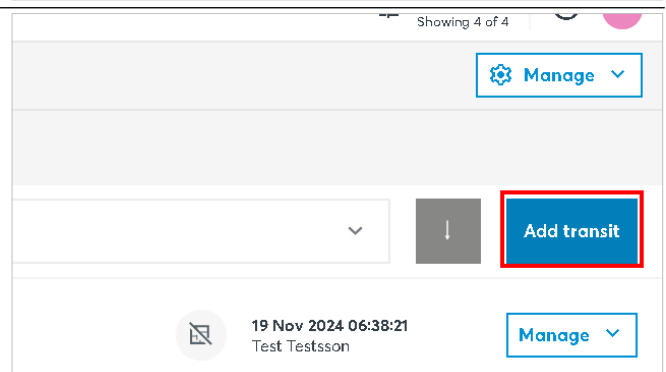 Showing 4 of 4
Manage
Add transit
19 Nov 2024 06:38:21
Test Testsson
Manage